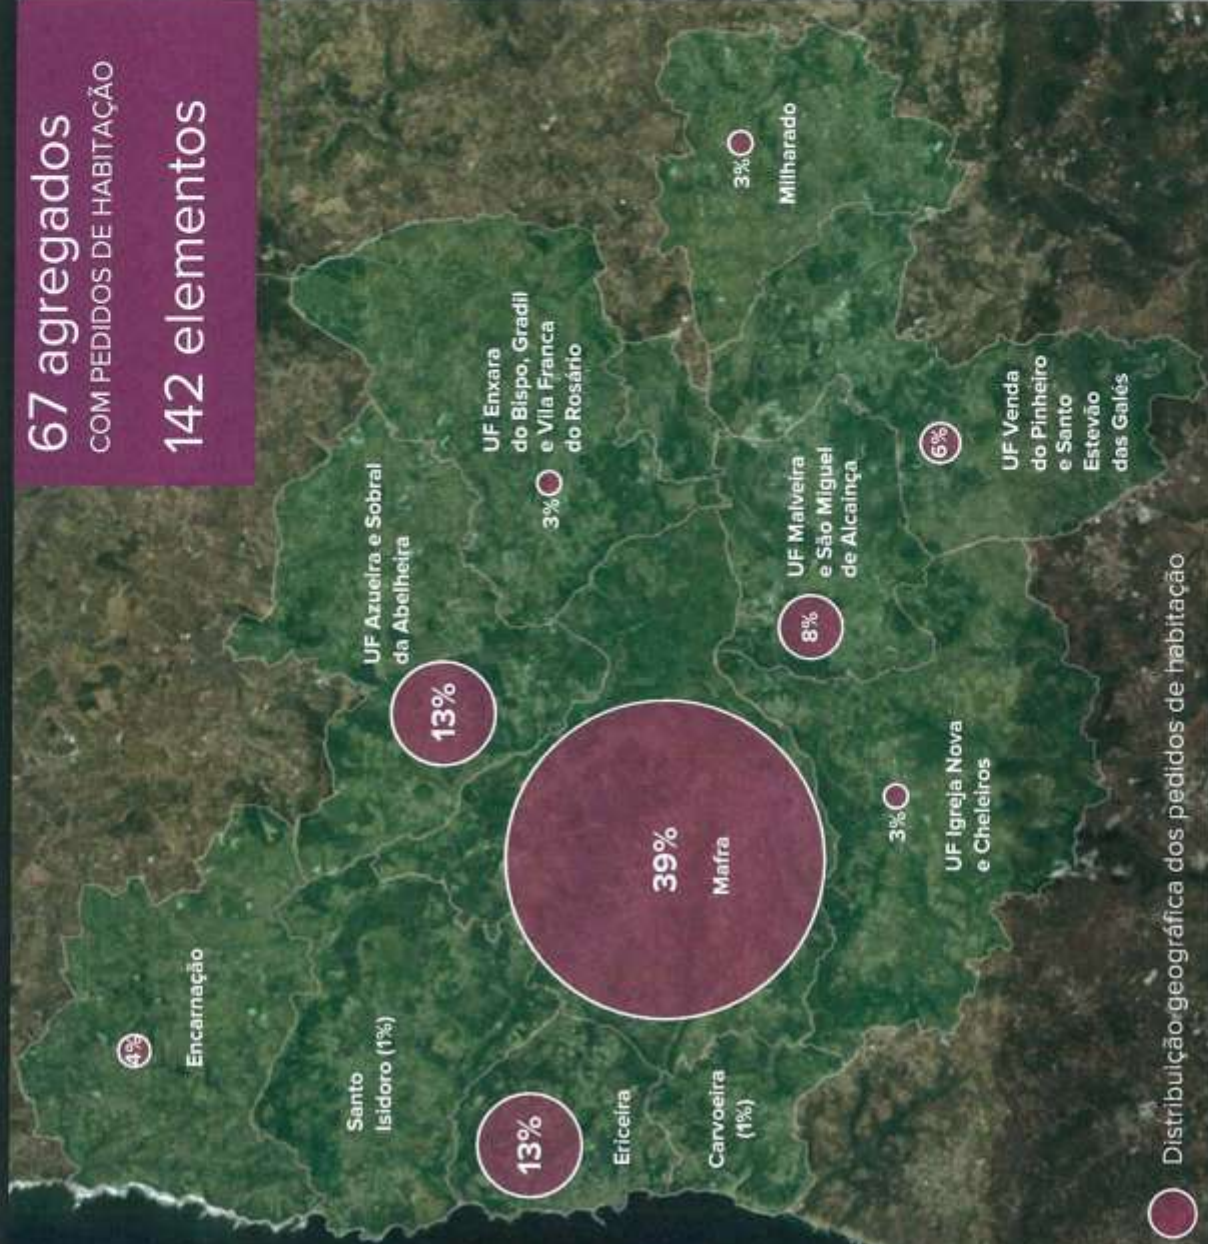 67 agregados
COM PEDIDOS DE HABITAÇÃO
142 elementos
4%
Encarnação
Santo
Isidoro (1%)
13%
Ericeira
Carvoeira
(1%)
13%
UF Azueira e Sobral
da Abelheira
39%
Mafra
3%
UF Enxara
do Bispo, Gradil
e Vila Franca
do Rosário
3%
Milharado
8%
UF Malveira
e São Miguel
de Alcainça
6%
UF Venda
do Pinheiro
e Santo
Estevão
das Galés
3%
UF Igreja Nova
e Cheleiros
Distribuição geográfica dos pedidos de habitação